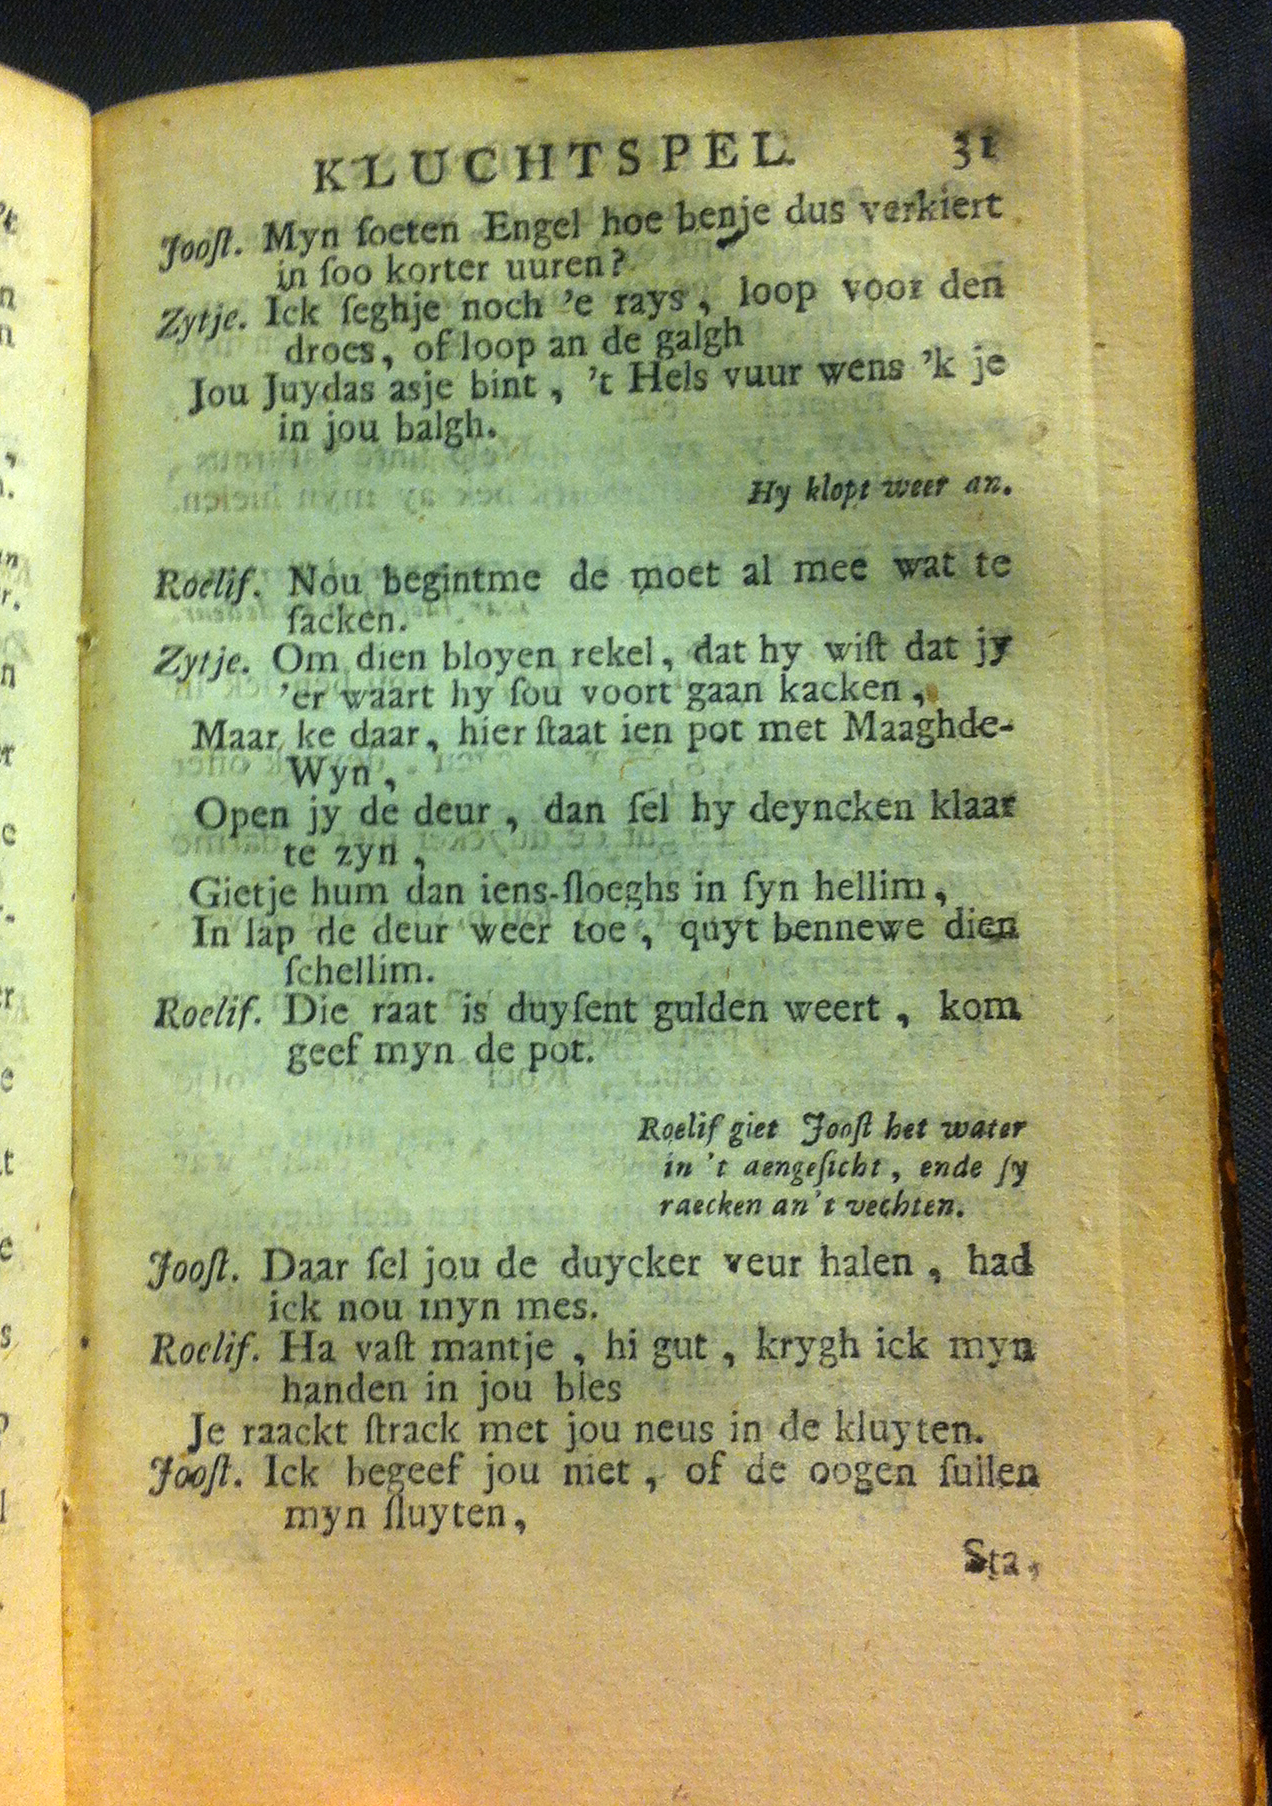 KLUCHTSPEL. 31
Jooſt. Myn ſoeten Engel hoe benje dus verkiert
in ſoo korter uuren?
Zytje. Ick ſeghje noch 'e rays, loop voor den
droes, of loop an de galgh
Jou Juydas asje bint, 't Hels vuur wens 'k je
in jou balgh.
Hy klopt weer an.
Roelif. Nou begintme de moet al mee wat te
ſacken.
Zytje. Om dien bloyen rekel, dat hy wiſt dat jy
'er waart hy ſou voort gaan kacken,
Maar ke daar, hier ſtaat ien pot met Maaghde-
Wyn,
Open jy de deur, dan ſel hy deyncken klaar
te zyn,
Gietje hum dan iens-ſloeghs in ſyn hellim,
In lap de deur weer toe, quyt bennewe dien
ſchellim.
Roelif. Die raat is duyſent gulden weert, kom
geef myn de pot.
Roelif giet Jooſt het water
in 't aengeſicht, ende ſy
raecken an't vechten.
Jooſt. Daar ſel jou de duycker veur halen, had
ick nou myn mes.
Roelif. Ha vaſt mantje, hi gut, krygh ick myn
handen in jou bles
Je raackt ſtrack met jou neus in de kluyten.
Jooſt. Ick begeef jou niet, of de oogen ſullen
myn ſluyten,
Sta,